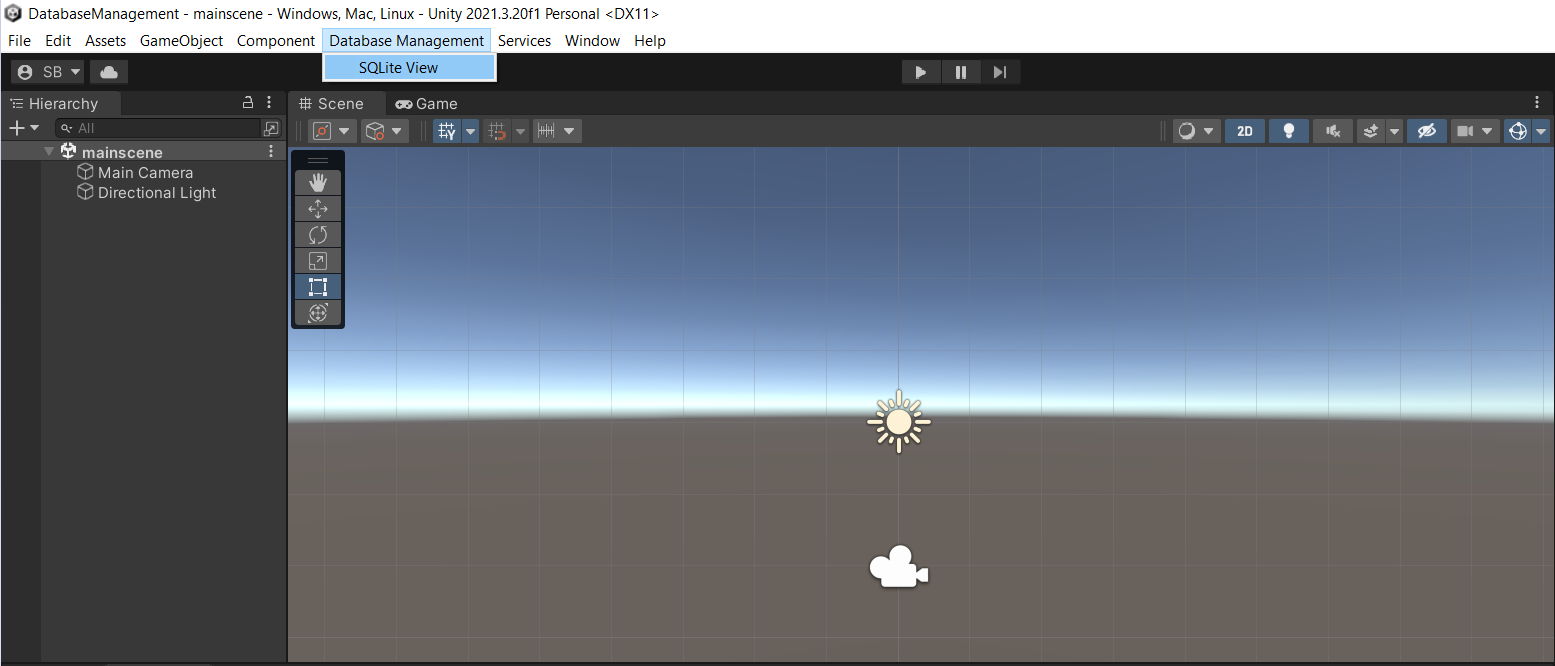 DatabaseManagement - mainscene - Windows, Mac, Linux - Unity 2021.3.20f1 Personal <DX11>
File Edit Assets GameObject Component Database Management Services Window Help
SQLite View
SB
Hierarchy
Scene
Game
All
2D
mainscene
Main Camera
Directional Light